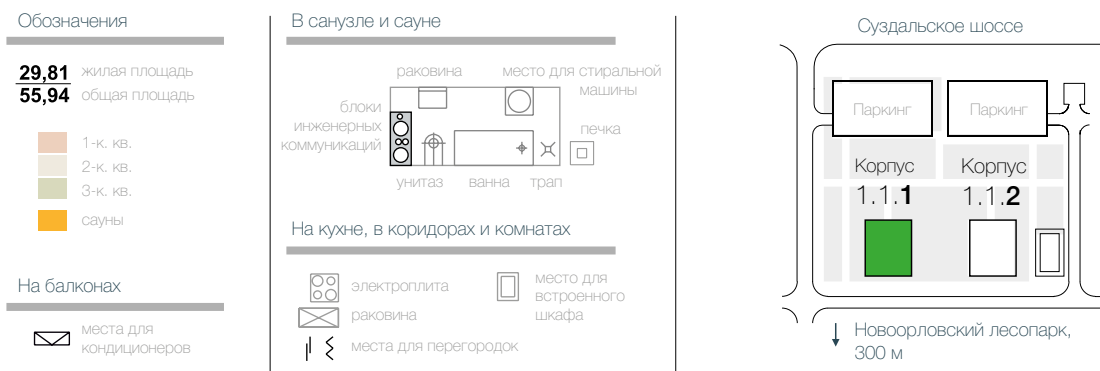 Обозначения
29,81 жилая площадь
55,94 общая площадь
1-к. кв.
2-к. кв.
3-к. кв.
сауны
На балконах
места для
кондиционеров
В санузле и сауне
раковина
место для стиральной
машины
блоки
инженерных
коммуникаций
печка
унитаз
ванна
трап
На кухне, в коридорах и комнатах
электроплита
раковина
место для
встроенного
шкафа
места для перегородок
Суздальское шоссе
Паркинг
Паркинг
Корпус
1.1.1
Корпус
1.1.2
Новоорловский лесопарк,
300 м